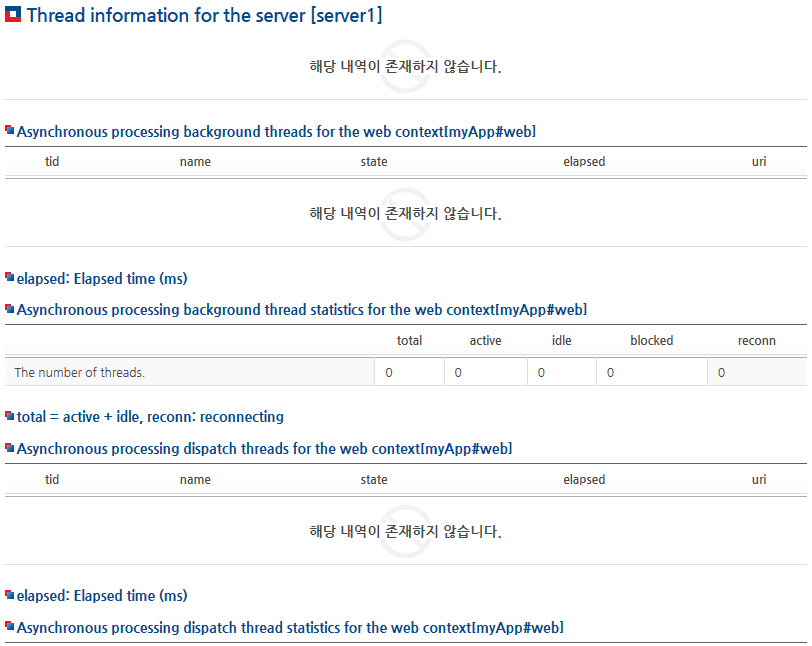 Thread information for the server [server1]
해당 내역이 존재하지 않습니다.
Asynchronous processing background threads for the web context[myApp#web]
tid name state elapsed uri
해당 내역이 존재하지 않습니다.
elapsed: Elapsed time (ms)
Asynchronous processing background thread statistics for the web context[myApp#web]
total active idle blocked reconn
The number of threads. 0 0 0 0 0
total = active + idle, reconn: reconnecting
Asynchronous processing dispatch threads for the web context[myApp#web]
tid name state elapsed uri
해당 내역이 존재하지 않습니다.
elapsed: Elapsed time (ms)
Asynchronous processing dispatch thread statistics for the web context[myApp#web]